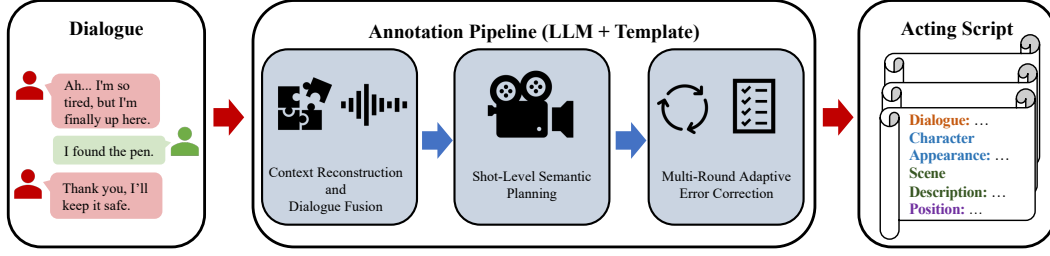 Dialogue
Ah... I'm so
tired, but I'm
finally up here.
I found the pen.
Thank you, I'll
keep it safe.
Annotation Pipeline (LLM + Template)
Context Reconstruction
and
Dialogue Fusion
Shot-Level Semantic
Planning
Multi-Round Adaptive
Error Correction
Acting Script
Dialogue: …
Character
Appearance: …
Scene
Description: …
Position: …